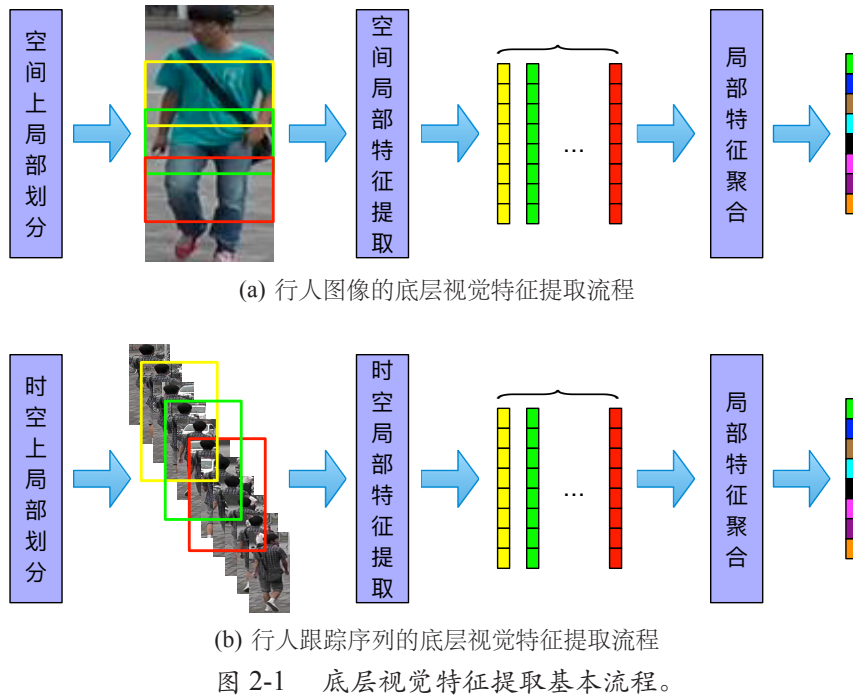 空间上局部划分
空间局部特征提取
...
局部特征聚合
(a) 行人图像的底层视觉特征提取流程
时空上局部划分
时空局部特征提取
...
局部特征聚合
(b) 行人跟踪序列的底层视觉特征提取流程
图 2-1 底层视觉特征提取基本流程。